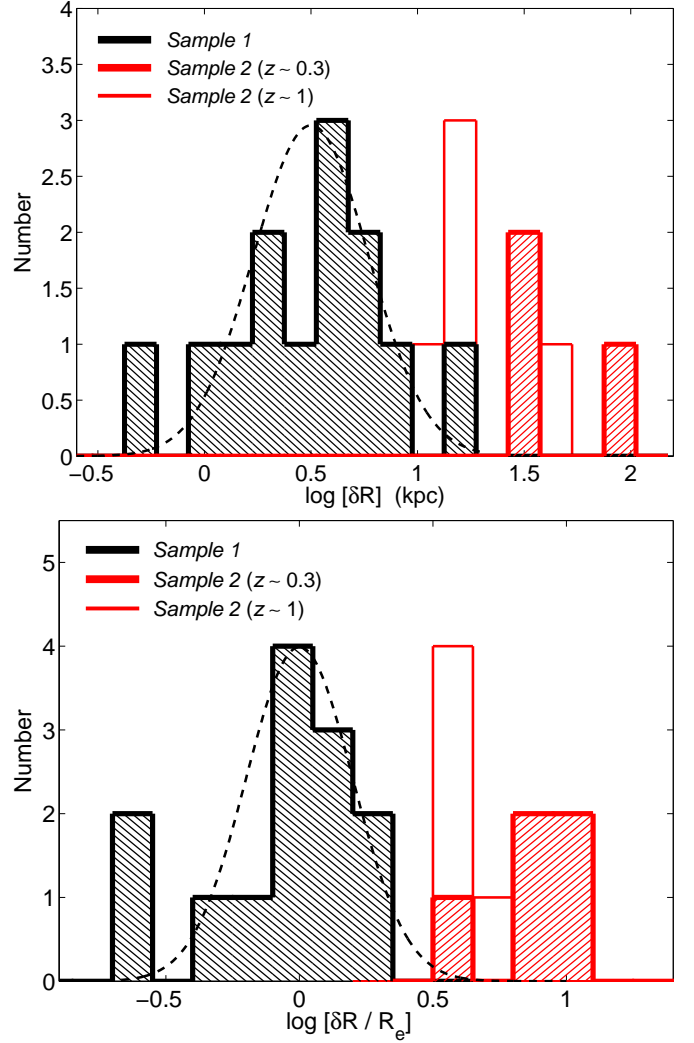 4
3.5
3
2.5
2
1.5
1
0.5
0
Number
Sample 1
Sample 2 (z ~ 0.3)
Sample 2 (z ~ 1)
−0.5 0 0.5 1 1.5 2
log [δR] (kpc)
5
4
3
2
1
0
Number
Sample 1
Sample 2 (z ~ 0.3)
Sample 2 (z ~ 1)
−0.5 0 0.5 1
log [δR / Re]